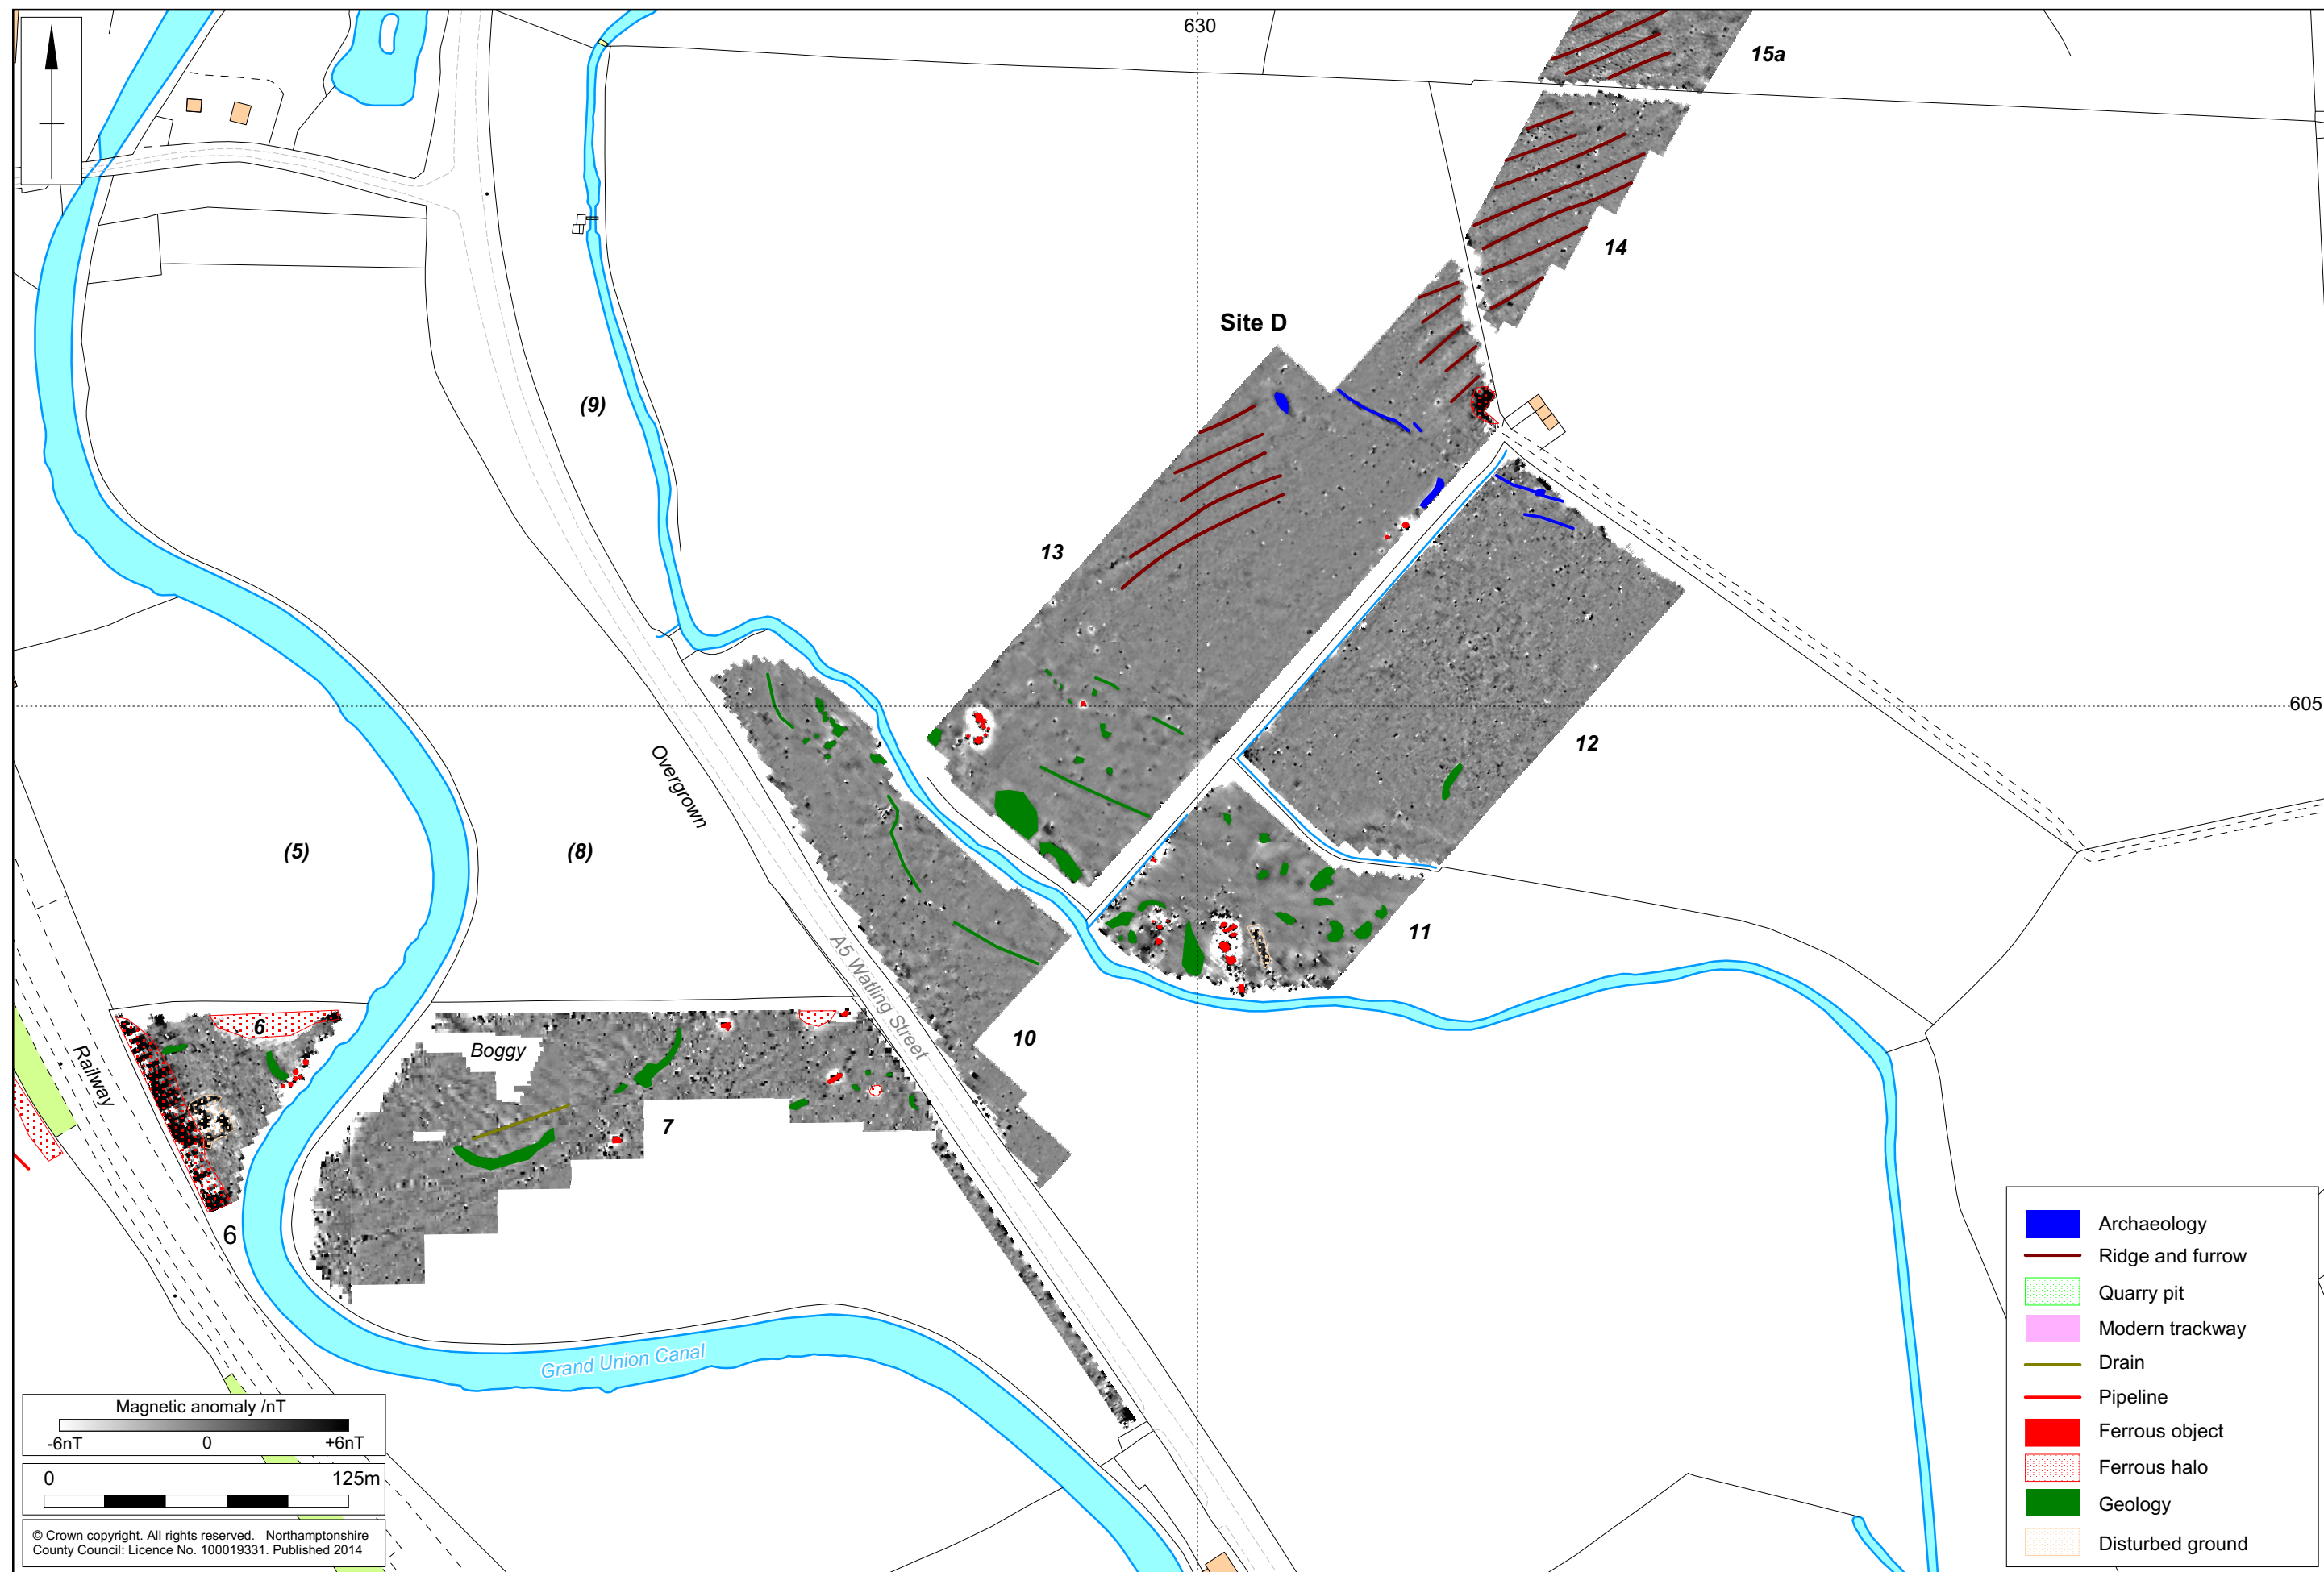 630
15a
14
Site D
(9)
13
605
12
Overgrown
(5)
(8)
11
A5 Watling Street
10
6
Boggy
Railway
7
6
Grand Union Canal
Archaeology
Ridge and furrow
Quarry pit
Modern trackway
Drain
Pipeline
Ferrous object
Ferrous halo
Geology
Disturbed ground
Magnetic anomaly /nT
-6nT 0 +6nT
0 125m
© Crown copyright. All rights reserved. Northamptonshire
County Council: Licence No. 100019331. Published 2014